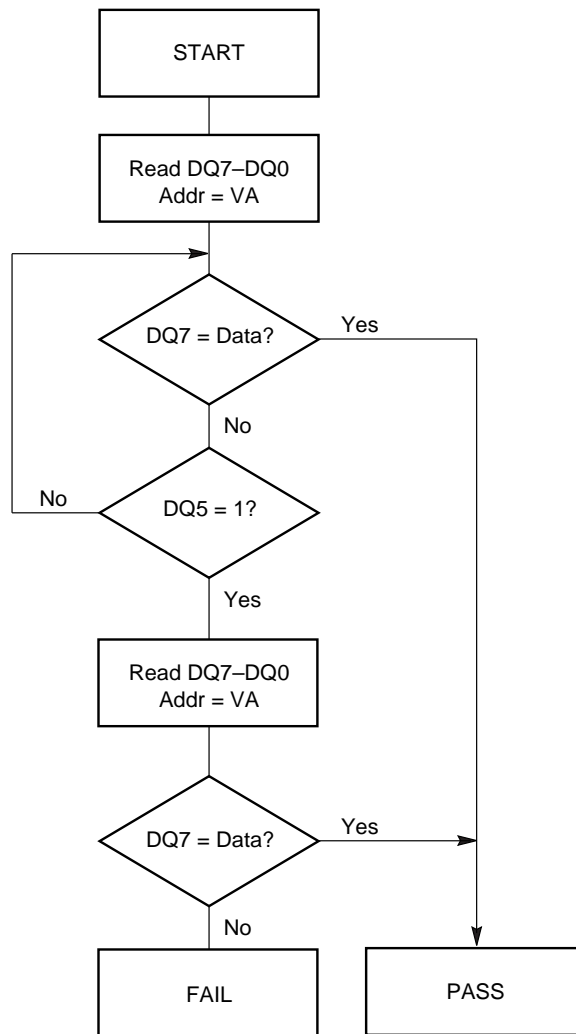 START
Read DQ7–DQ0
Addr = VA
DQ7 = Data?
Yes
No
No
DQ5 = 1?
Yes
Read DQ7–DQ0
Addr = VA
DQ7 = Data?
Yes
No
FAIL
PASS